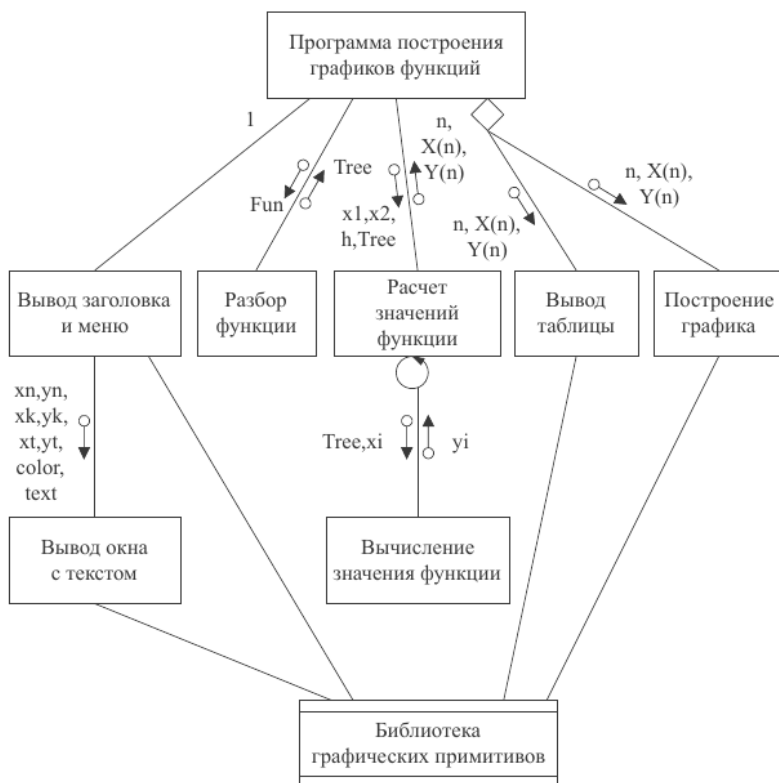 Программа построения
графиков функций
1
n,
X(n),
Y(n)
Tree
Fun
x1,x2,
h,Tree
n, X(n),
Y(n)
n, X(n),
Y(n)
Вывод заголовка
и меню
Разбор
функции
Расчет
значений
функции
Вывод
таблицы
Построение
графика
xn,yn,
xk,yk,
xt,yt,
color,
text
Tree,xi
yi
Вывод окна
с текстом
Вычисление
значения функции
Библиотека
графических примитивов